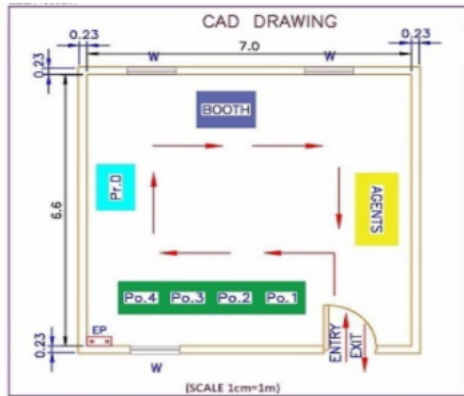 CAD DRAWING
0.23
7.0
0.23
0.23
W
W
BOOTH
Pr.O
AGENTS
6.6
Po.4 Po.3 Po.2 Po.1
EP
0.23
W
ENTRY
EXIT
(SCALE 1cm=1m)